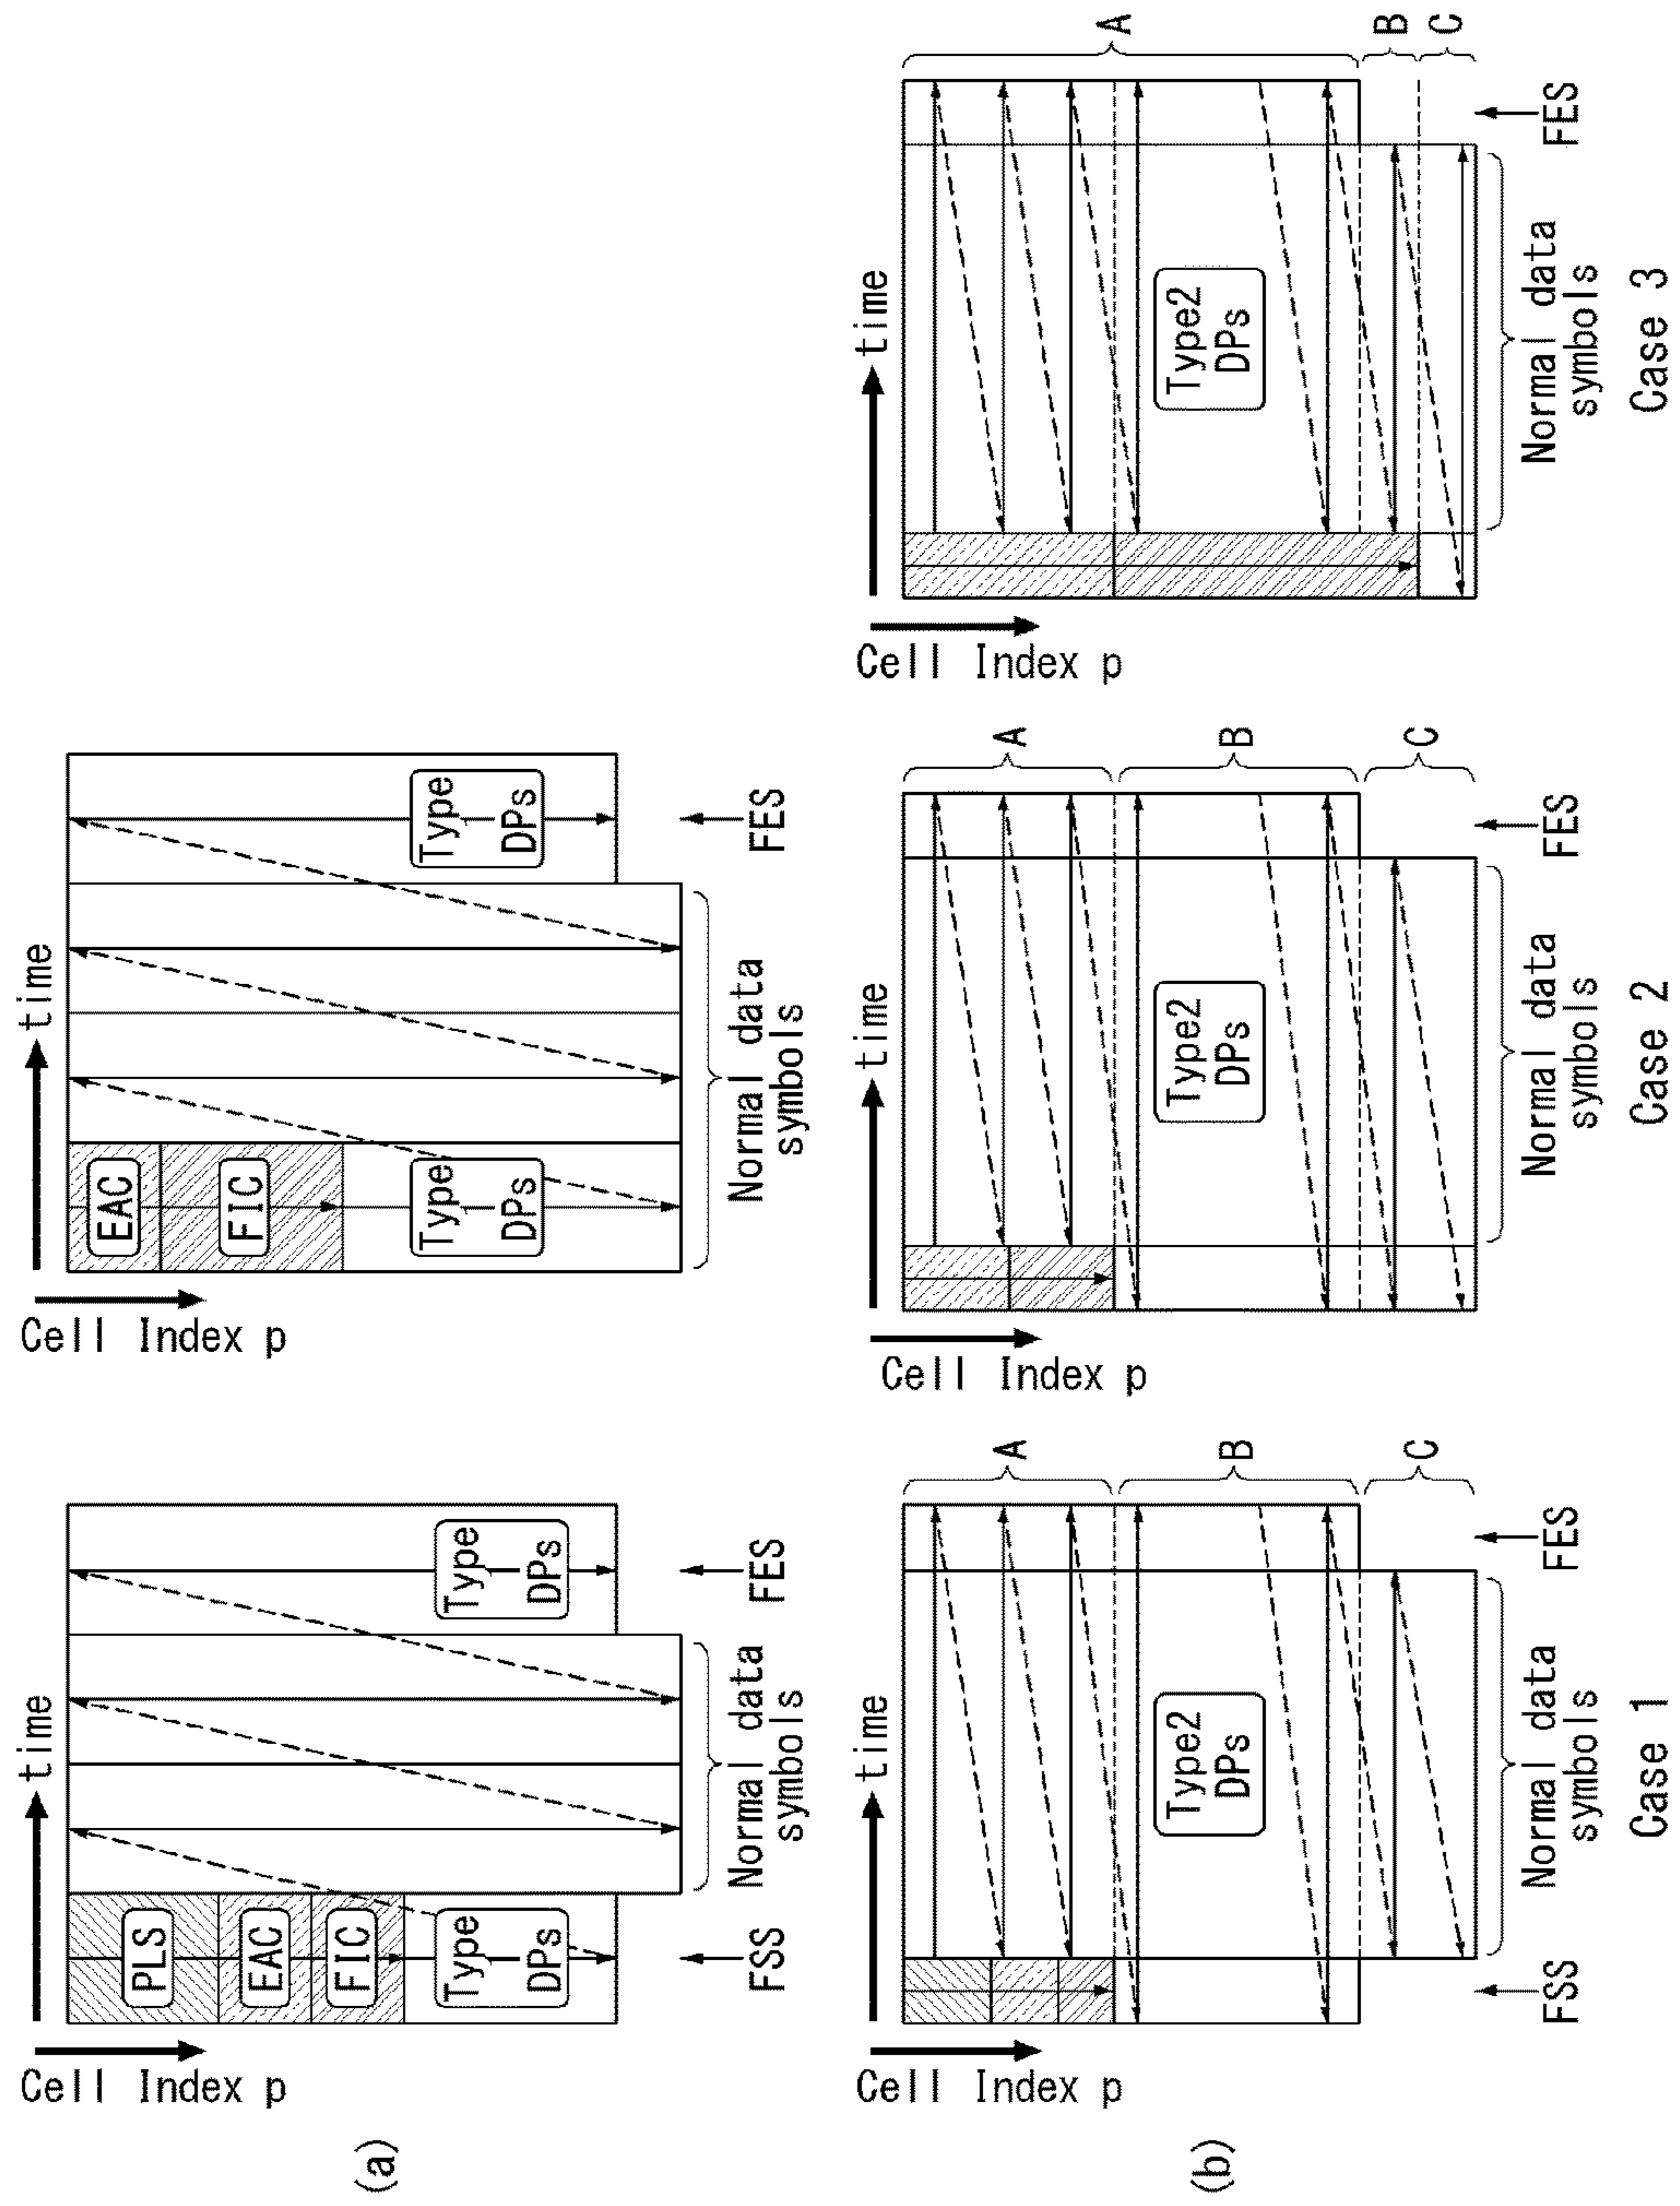 (a)
Cell Index p
time
PLS
EAC
FIC
Type
DPs
Type
DPs
FSS
Normal data
symbols
FES
Cell Index p
time
EAC
FIC
Type
DPs
Type
DPs
Normal data
symbols
FES
(b)
Cell Index p
time
A
B
C
Type2
DPs
FSS
Normal data
symbols
FES
Case 1
Cell Index p
time
A
B
C
Type2
DPs
Normal data
symbols
FES
Case 2
Cell Index p
time
A
B
C
Type2
DPs
Normal data
symbols
FES
Case 3